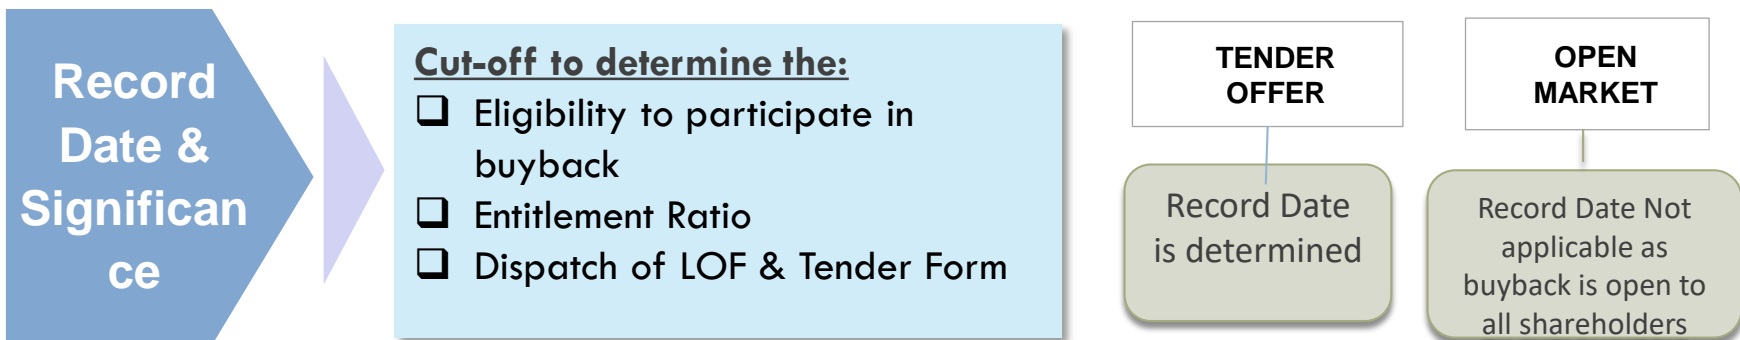 Record
Date &
Significan
ce
Cut-off to determine the:
❑ Eligibility to participate in
buyback
❑ Entitlement Ratio
❑ Dispatch of LOF & Tender Form
TENDER
OFFER
Record Date
is determined
OPEN
MARKET
Record Date Not
applicable as
buyback is open to
all shareholders